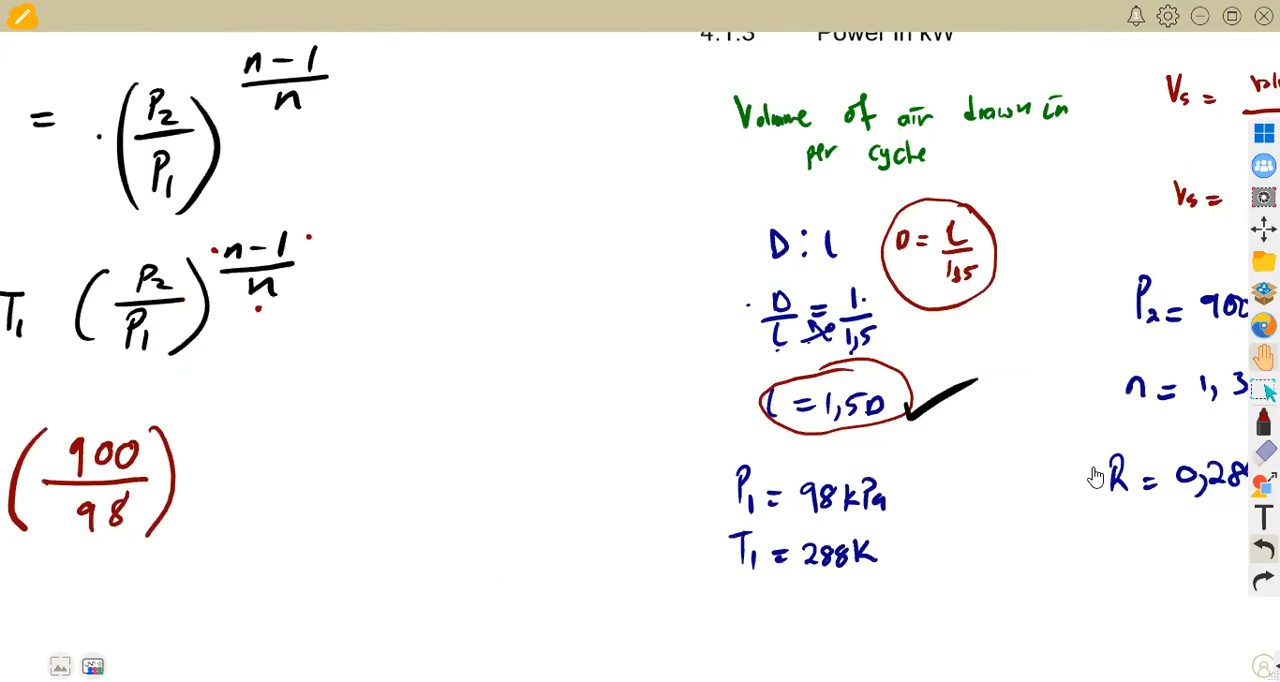 4.1.3 Power in kW
= (P₂/P₁)^(n-1/n)
T₁ (P₂/P₁)^(n-1/n)
(900/98)
Volume of air drawn in
per cycle
D : L
D = L/1,5
D/L = 1/1,5
L = 1,5D
P₁ = 98kPa
T₁ = 288K
Vs =
Vs =
P₂ = 900
n = 1,3
R = 0,28
T